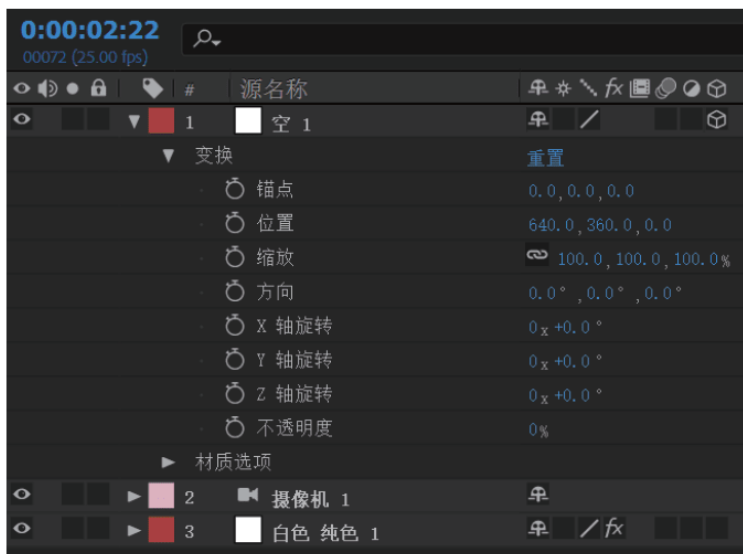 0:00:02:22
00072 (25.00 fps)
# 源名称 fx
1 空 1
变换 重置
锚点 0.0,0.0,0.0
位置 640.0,360.0,0.0
缩放 100.0,100.0,100.0%
方向 0.0°,0.0°,0.0°
X 轴旋转 0x+0.0°
Y 轴旋转 0x+0.0°
Z 轴旋转 0x+0.0°
不透明度 0%
材质选项
2 摄像机 1
3 白色 纯色 1 fx